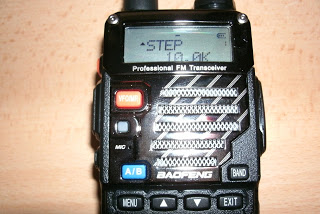 STEP
10.0K
Professional FM Transceiver
VFO/MR
MIC
A/B
BAOFENG
BAND
MENU
EXIT